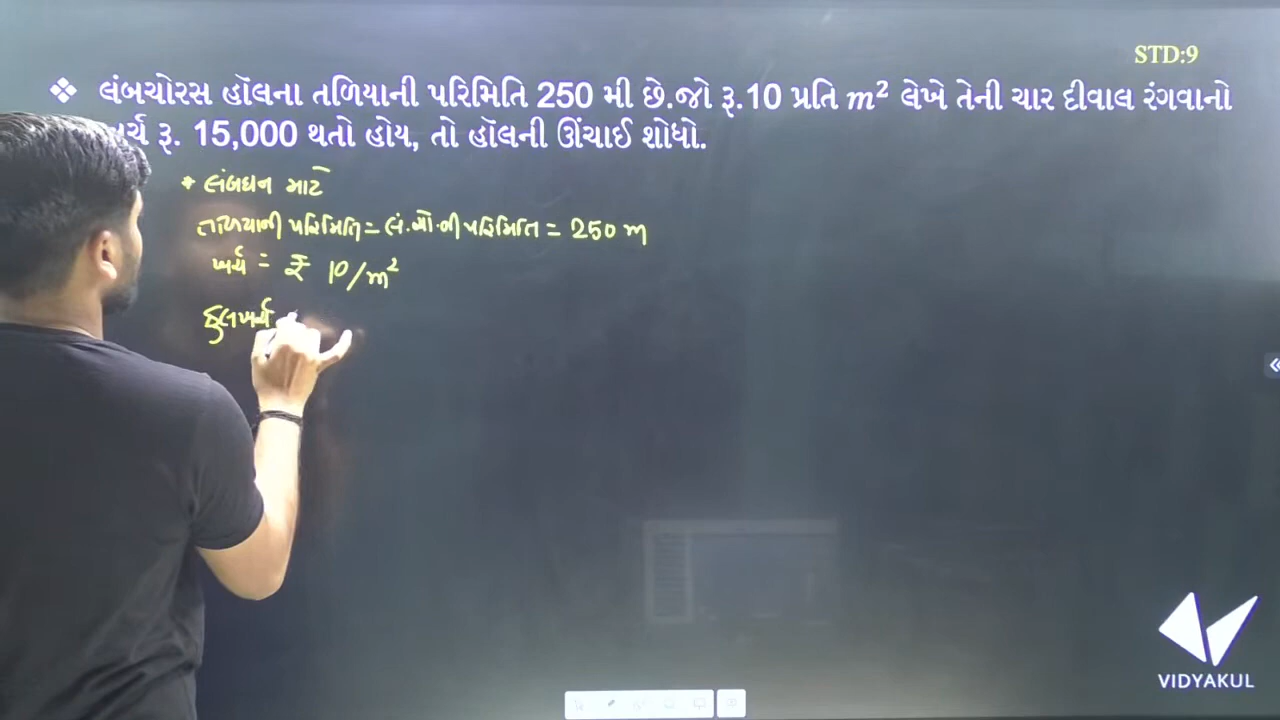 STD:9
❖ લંબચોરસ હૉલના તળિયાની પરિમિતિ 250 મી છે.જો રૂ.10 પ્રતિ m² લેખે તેની ચાર દીવાલ રંગવાનો
રૂ. 15,000 થતો હોય, તો હૉલની ઊંચાઈ શોધો.
* લંબઘન માટે
તળિયાની પરિમિતિ = લં.ચો.ની પરિમિતિ = 250 m
ખર્ચ = ₹ 10/m²
કુલખર્ચ
VIDYAKUL